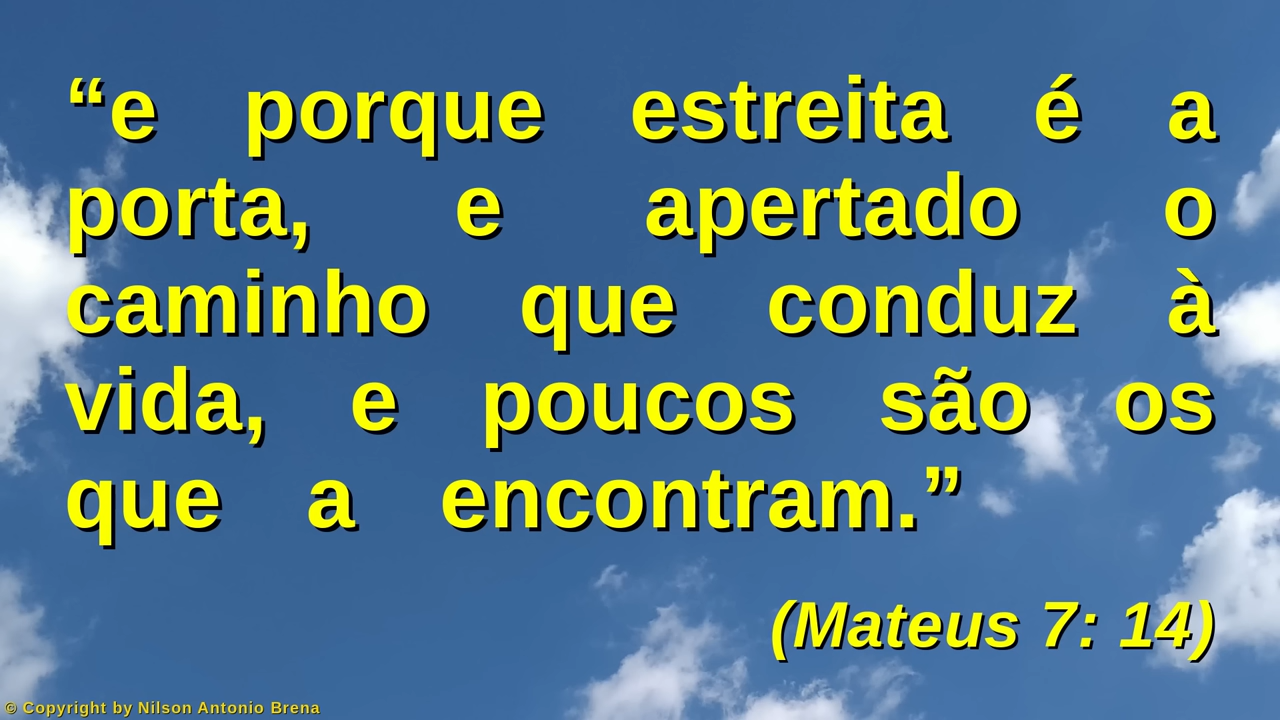 “e porque estreita é a
porta, e apertado o
caminho que conduz à
vida, e poucos são os
que a encontram.”
(Mateus 7: 14)
© Copyright by Nilson Antonio Brena